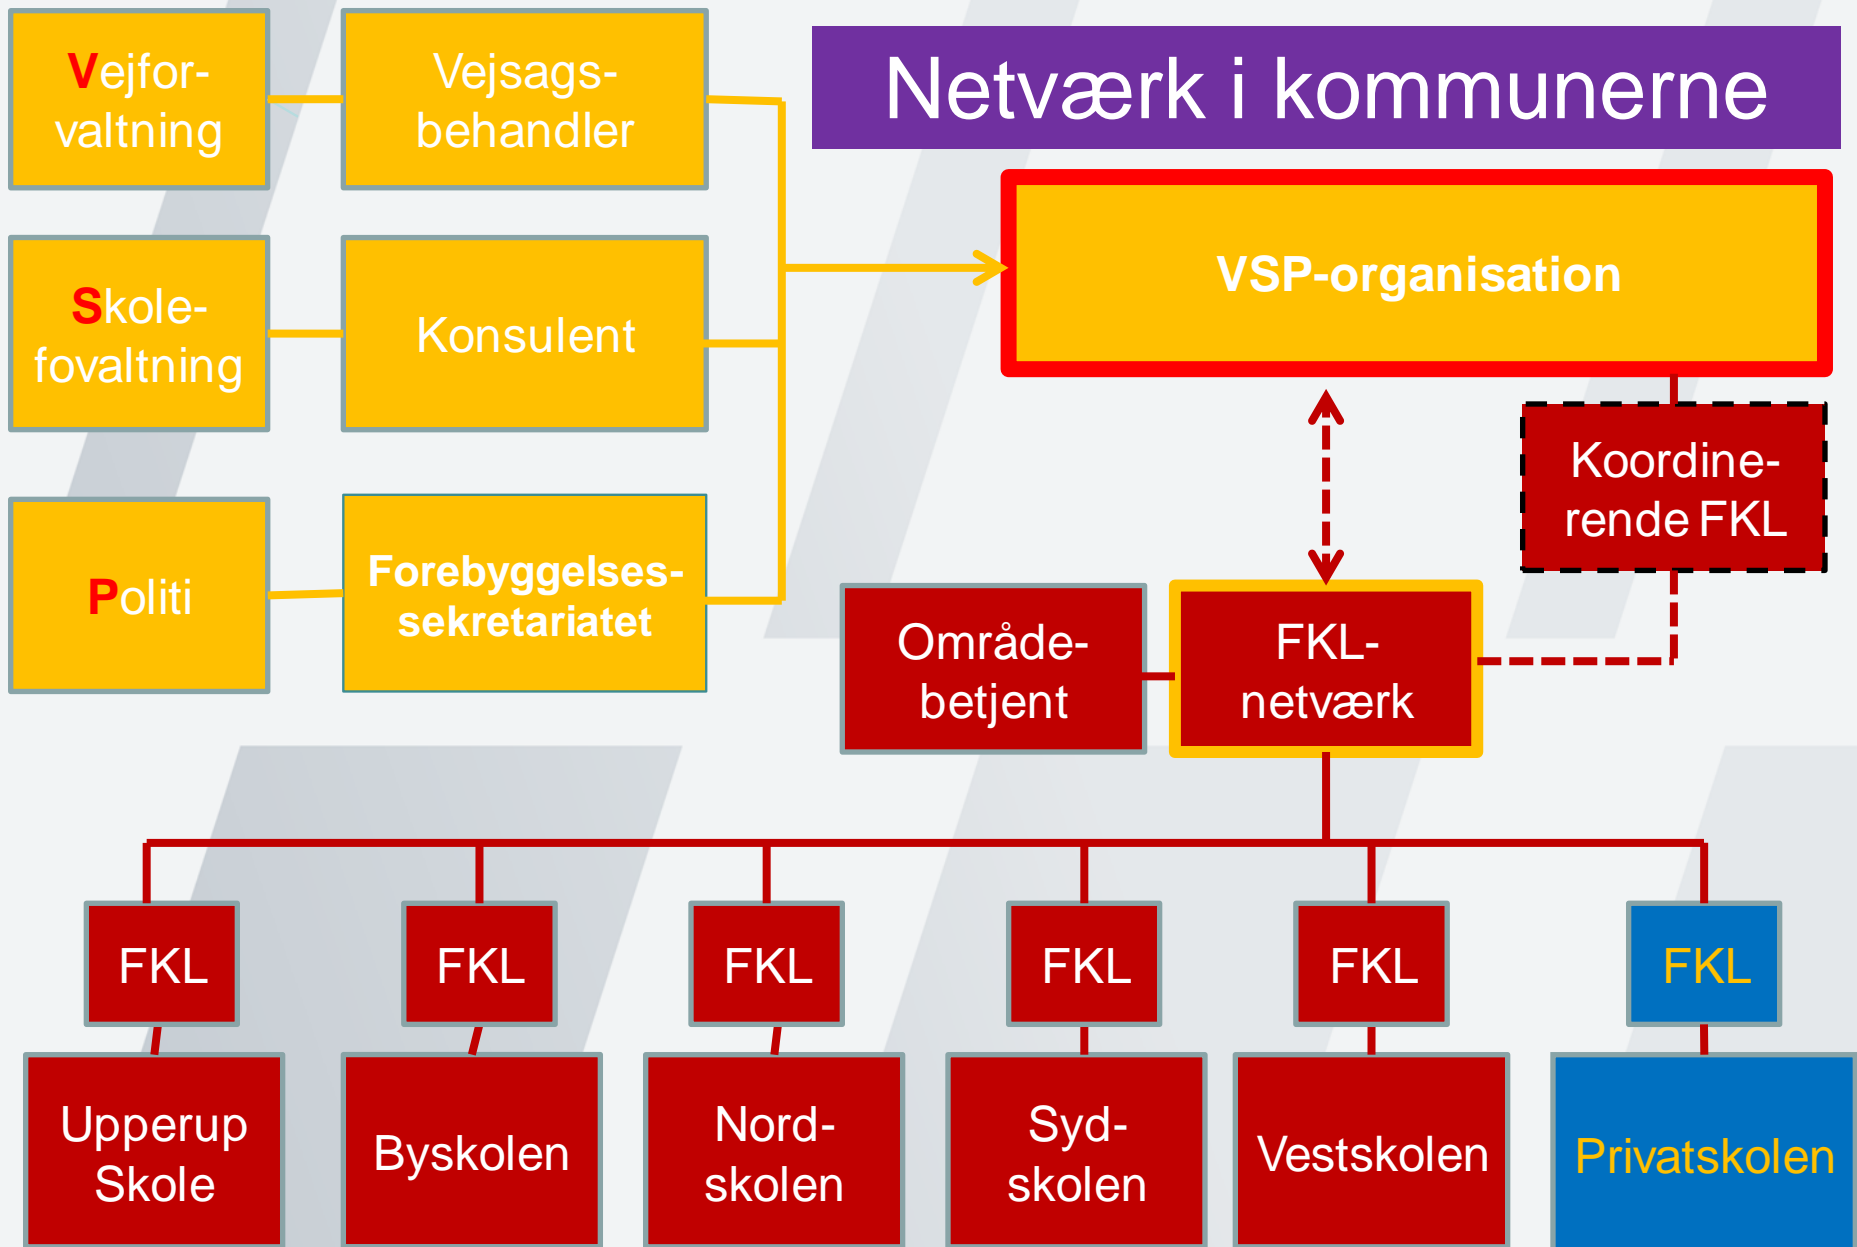 Netværk i kommunerne
Vejfor-
valtning
Vejsags-
behandler
Skole-
fovaltning
Konsulent
Politi
Forebyggelses-
sekretariatet
VSP-organisation
Koordine-
rende FKL
Område-
betjent
FKL-
netværk
FKL
FKL
FKL
FKL
FKL
FKL
Upperup
Skole
Byskolen
Nord-
skolen
Syd-
skolen
Vestskolen
Privatskolen